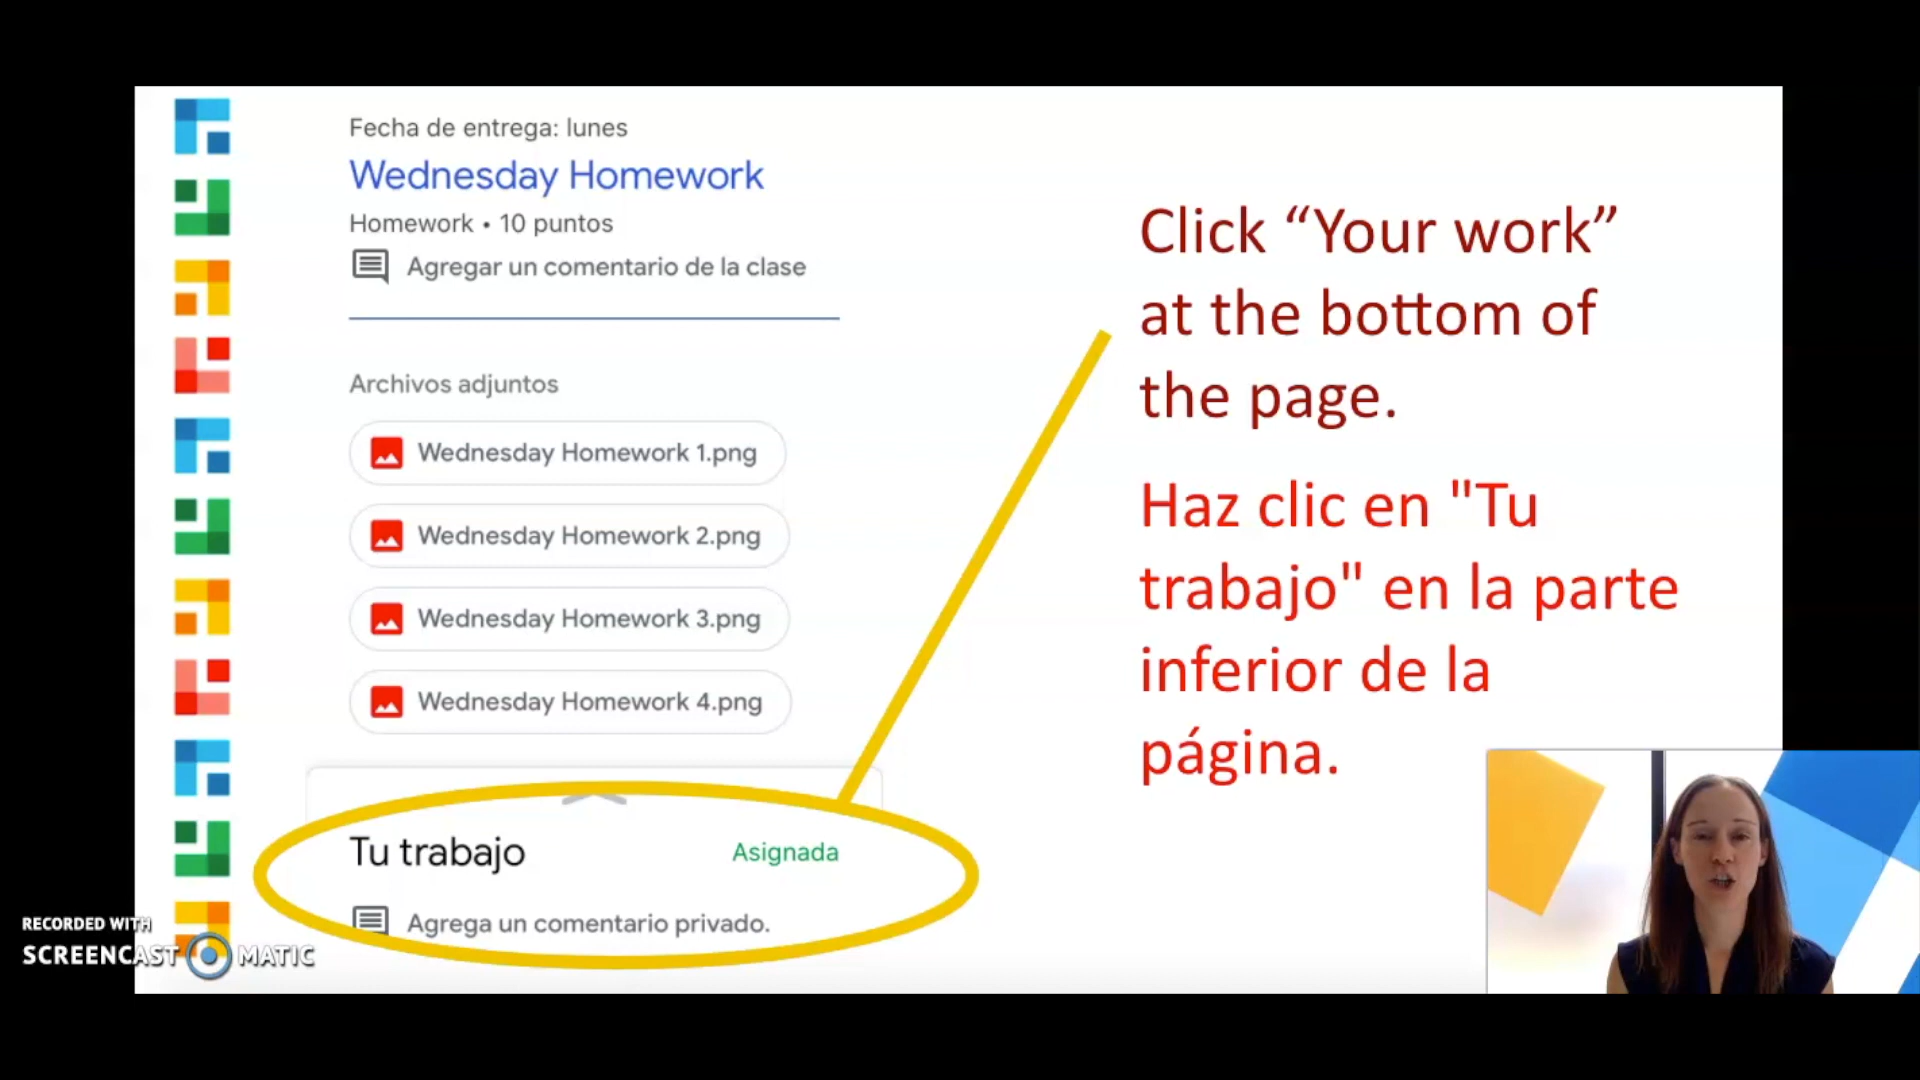 Fecha de entrega: lunes
Wednesday Homework
Homework • 10 puntos
Agregar un comentario de la clase
Archivos adjuntos
Wednesday Homework 1.png
Wednesday Homework 2.png
Wednesday Homework 3.png
Wednesday Homework 4.png
Tu trabajo
Asignada
Agrega un comentario privado.
Click “Your work”
at the bottom of
the page.
Haz clic en "Tu
trabajo" en la parte
inferior de la
página.
RECORDED WITH
SCREENCAST MATIC